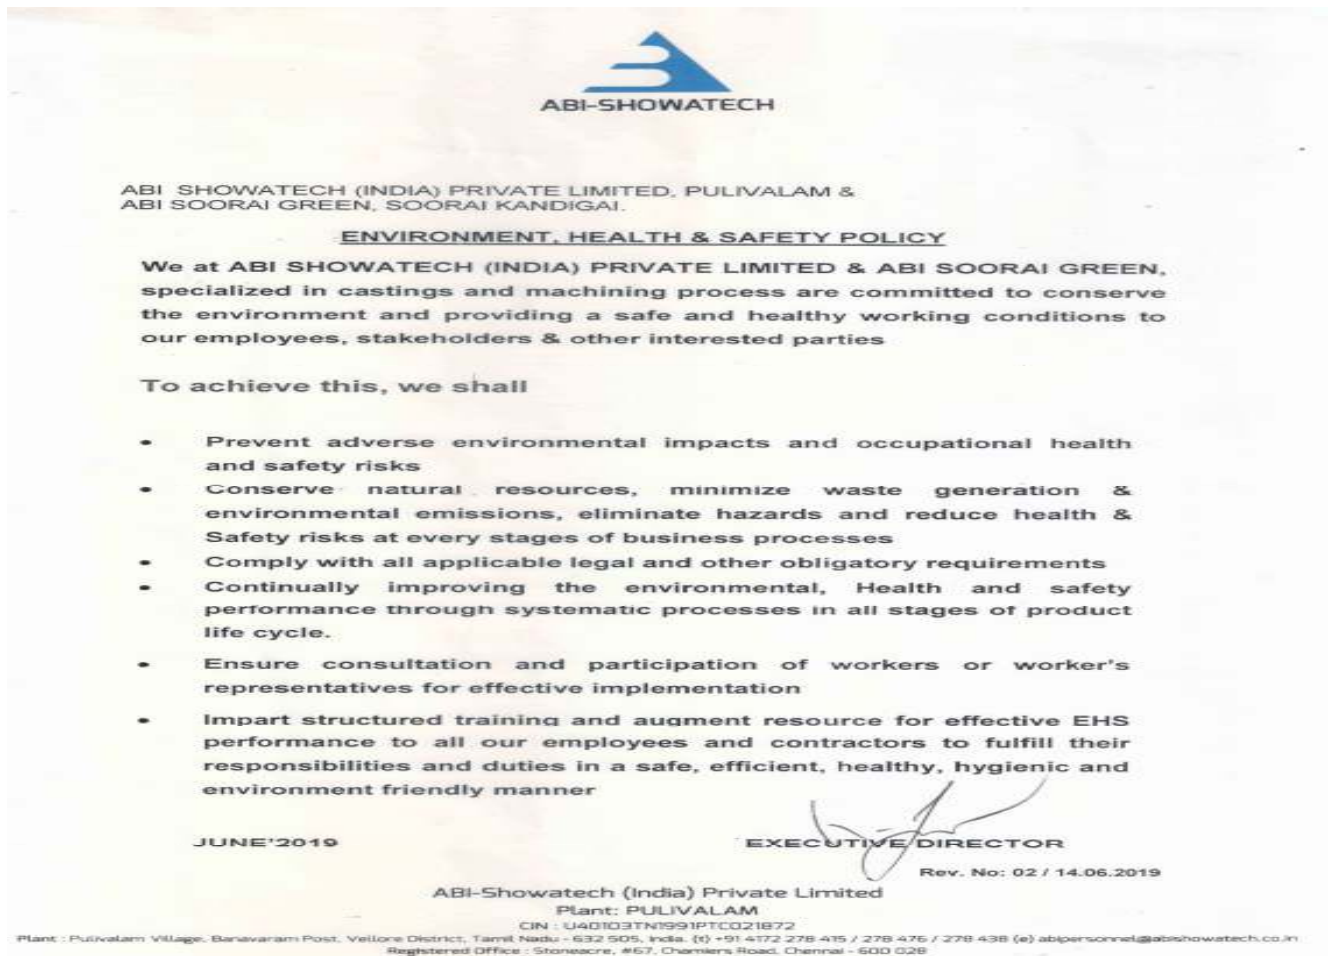 ABI-SHOWATECH
ABI SHOWATECH (INDIA) PRIVATE LIMITED, PULIVALAM &
ABI SOORAI GREEN, SOORAI KANDIGAI.
ENVIRONMENT, HEALTH & SAFETY POLICY
We at ABI SHOWATECH (INDIA) PRIVATE LIMITED & ABI SOORAI GREEN,
specialized in castings and machining process are committed to conserve
the environment and providing a safe and healthy working conditions to
our employees, stakeholders & other interested parties
To achieve this, we shall
• Prevent adverse environmental impacts and occupational health
and safety risks
• Conserve natural resources, minimize waste generation &
environmental emissions, eliminate hazards and reduce health &
Safety risks at every stages of business processes
• Comply with all applicable legal and other obligatory requirements
• Continually improving the environmental, Health and safety
performance through systematic processes in all stages of product
life cycle.
• Ensure consultation and participation of workers or worker's
representatives for effective implementation
• Impart structured training and augment resource for effective EHS
performance to all our employees and contractors to fulfill their
responsibilities and duties in a safe, efficient, healthy, hygienic and
environment friendly manner
JUNE'2019 EXECUTIVE DIRECTOR
Rev. No: 02 / 14.06.2019
ABI-Showatech (India) Private Limited
Plant: PULIVALAM
CIN : U40103TN1991PTC021872
Plant : Pulivalam Village, Banavaram Post, Vellore District, Tamil Nadu - 632 505, India. (t) +91 4172 278 415 / 278 476 / 278 438 (e) abipersonnel@abishowatech.co.in
Registered Office : Stoneacre, #67, Chamiers Road, Chennai - 600 028